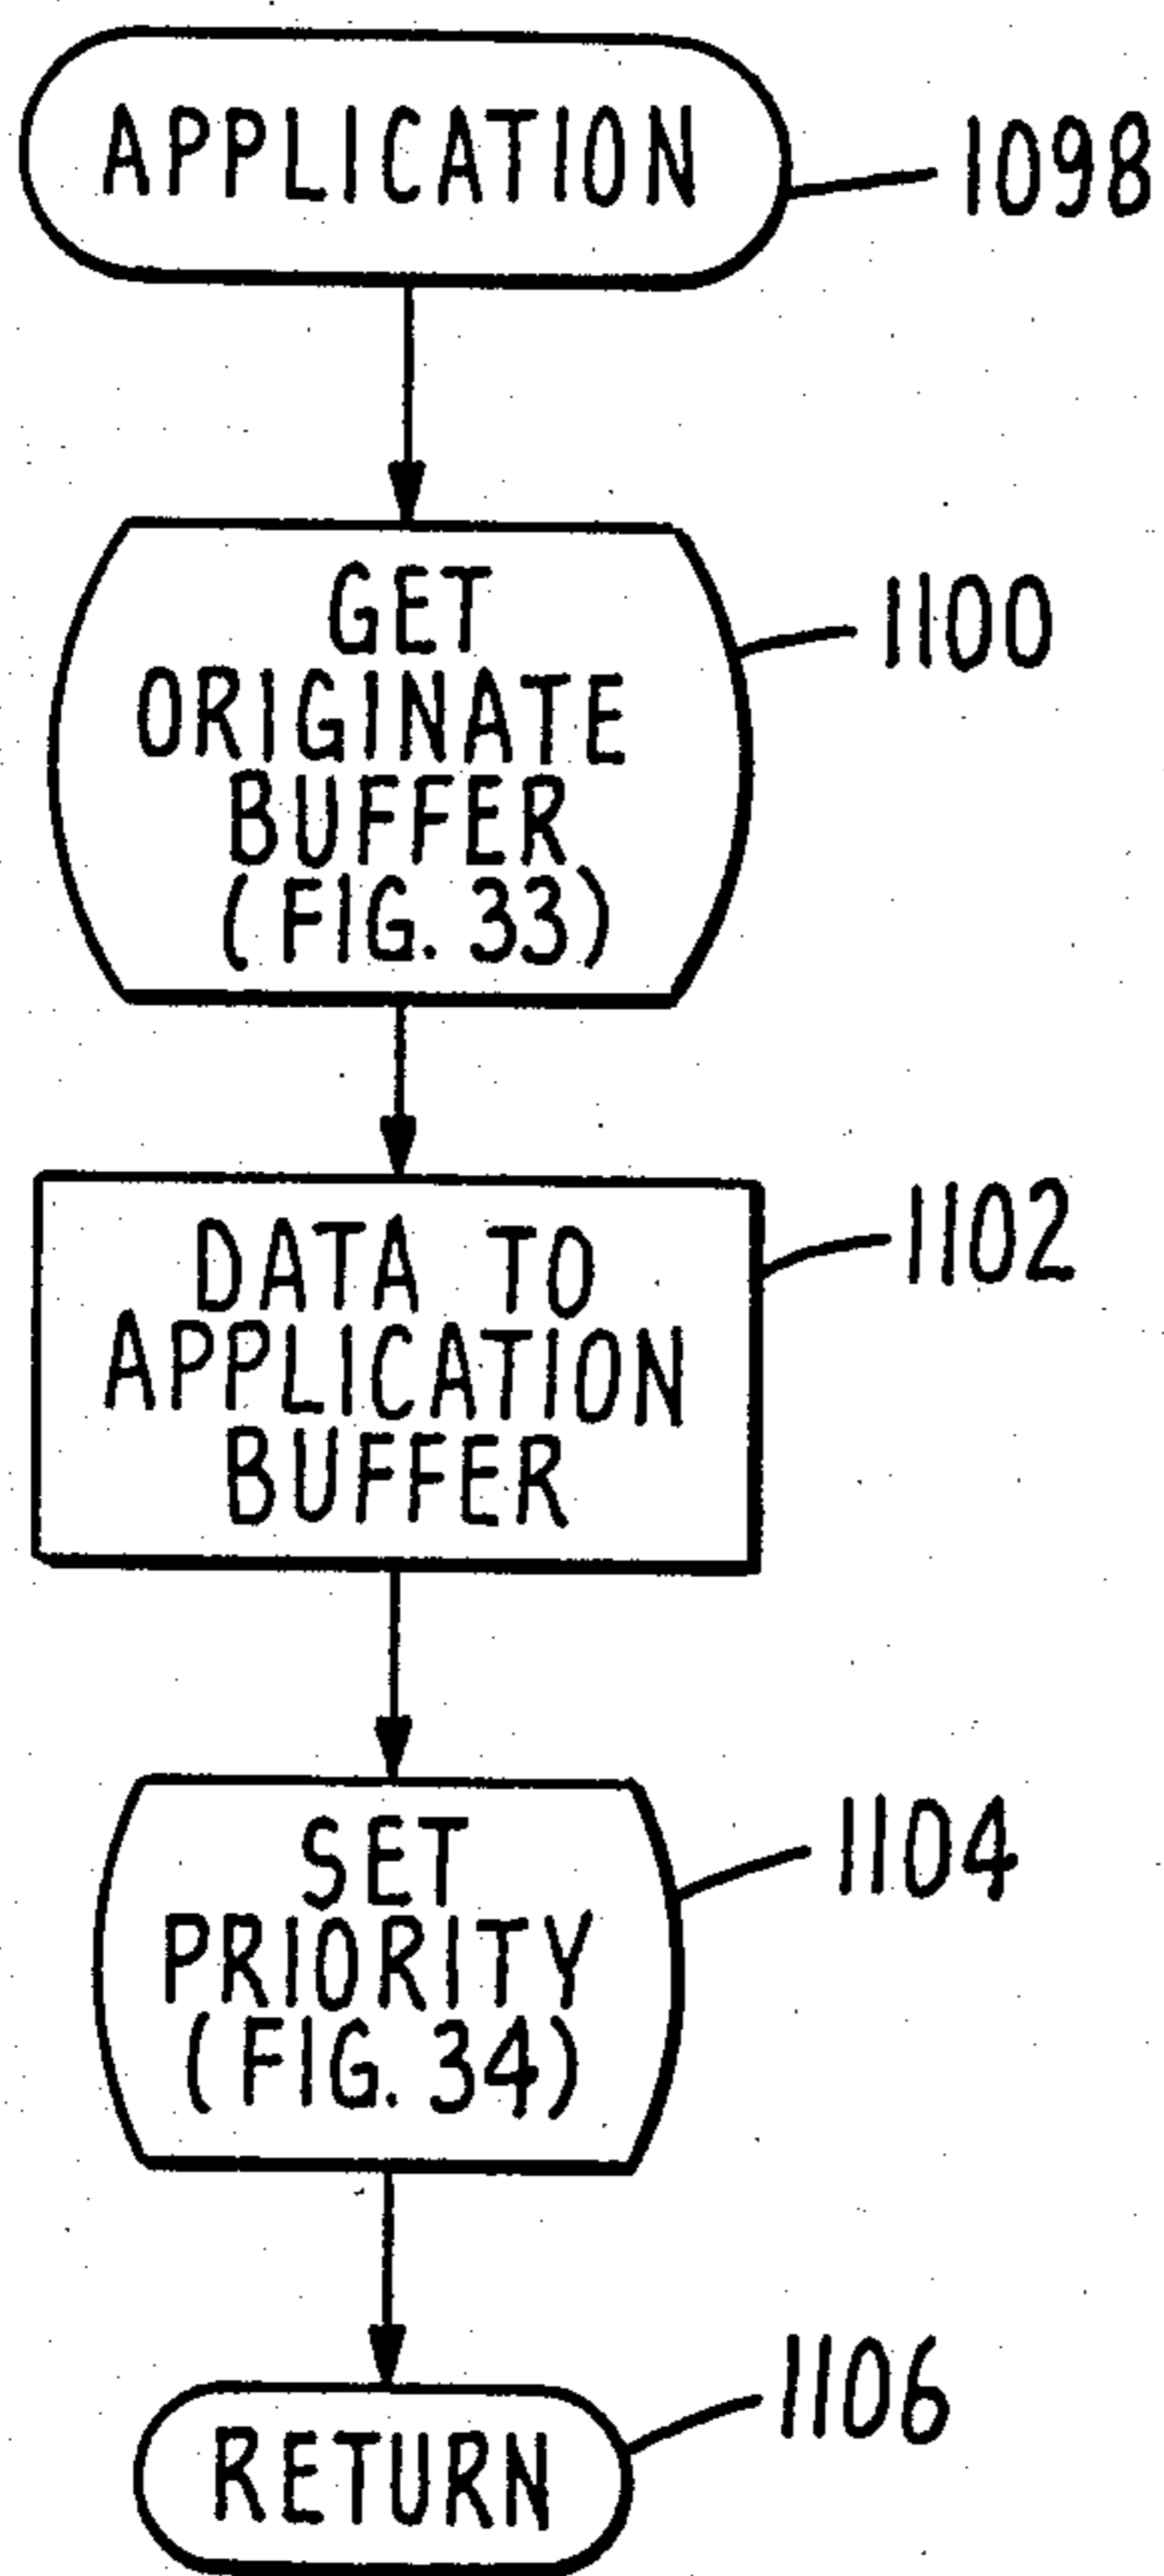 APPLICATION
1098
GET
ORIGINATE
BUFFER
(FIG. 33)
1100
DATA TO
APPLICATION
BUFFER
1102
SET
PRIORITY
(FIG. 34)
1104
RETURN
1106